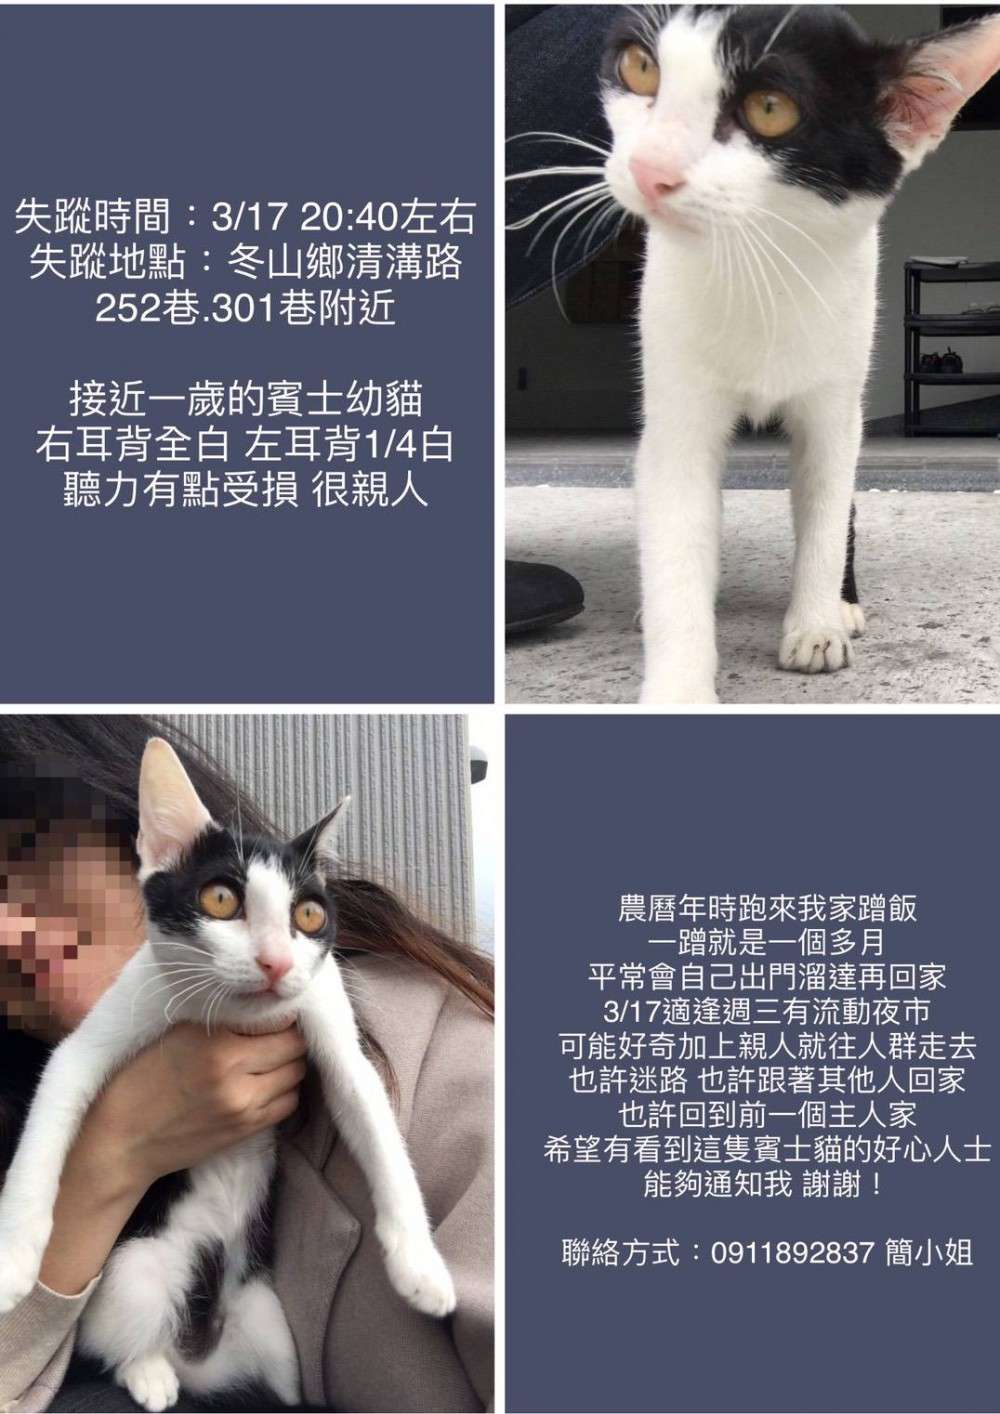 失蹤時間：3/17 20:40左右
失蹤地點：冬山鄉清溝路
252巷.301巷附近
接近一歲的賓士幼貓
右耳背全白 左耳背1/4白
聽力有點受損 很親人
農曆年時跑來我家蹭飯
一蹭就是一個多月
平常會自己出門溜達再回家
3/17適逢週三有流動夜市
可能好奇加上親人就往人群走去
也許迷路 也許跟著其他人回家
也許回到前一個主人家
希望有看到這隻賓士貓的好心人士
能夠通知我 謝謝！
聯絡方式：0911892837 簡小姐